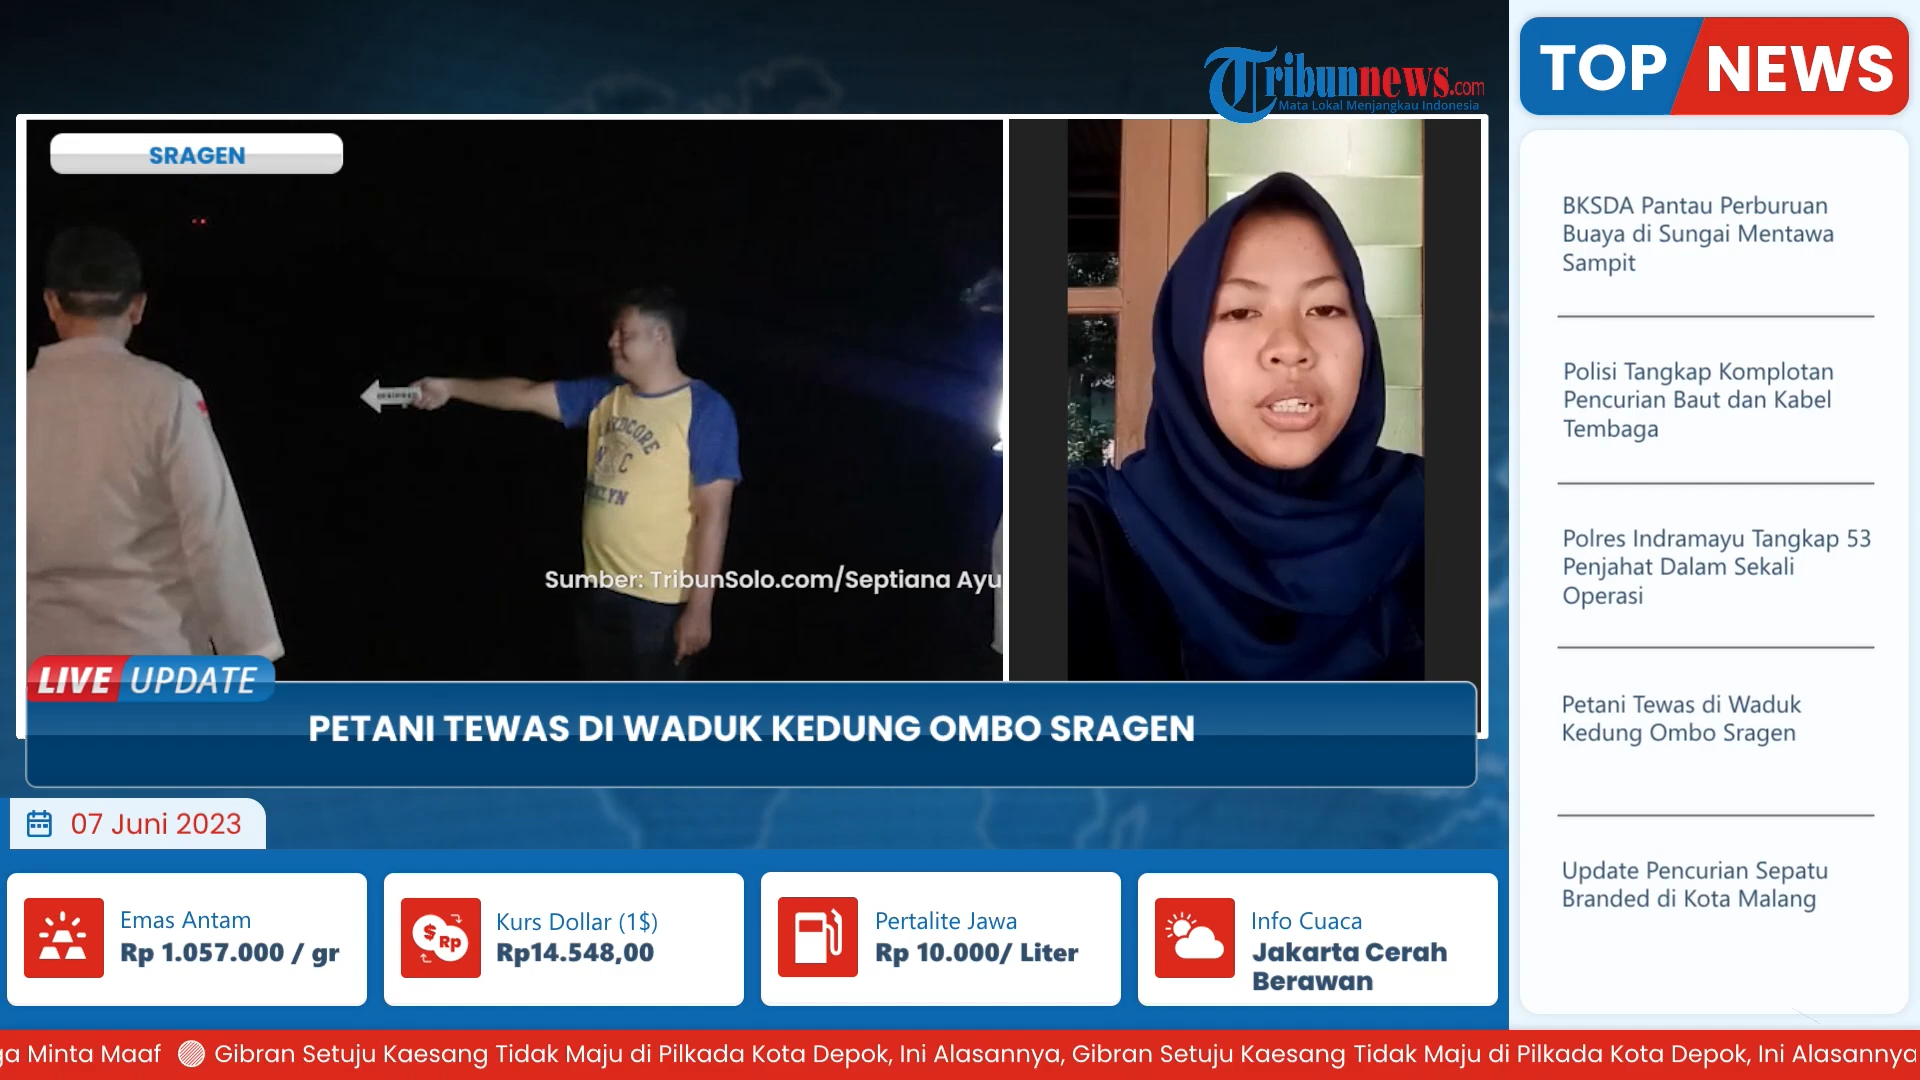 Tribunnews.com
Mata Lokal Menjangkau Indonesia
TOP NEWS
SRAGEN
BKSDA Pantau Perburuan
Buaya di Sungai Mentawa
Sampit
Polisi Tangkap Komplotan
Pencurian Baut dan Kabel
Tembaga
Polres Indramayu Tangkap 53
Penjahat Dalam Sekali
Operasi
Petani Tewas di Waduk
Kedung Ombo Sragen
Update Pencurian Sepatu
Branded di Kota Malang
Sumber: TribunSolo.com/Septiana Ayu
LIVE UPDATE
PETANI TEWAS DI WADUK KEDUNG OMBO SRAGEN
07 Juni 2023
Emas Antam
Rp 1.057.000 / gr
$ Rp
Kurs Dollar (1$)
Rp14.548,00
Pertalite Jawa
Rp 10.000/ Liter
Info Cuaca
Jakarta Cerah
Berawan
ga Minta Maaf Gibran Setuju Kaesang Tidak Maju di Pilkada Kota Depok, Ini Alasannya, Gibran Setuju Kaesang Tidak Maju di Pilkada Kota Depok, Ini Alasannya